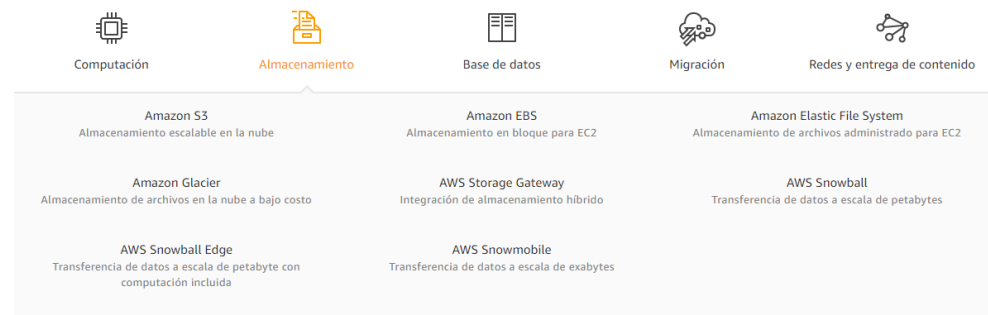 Computación
Almacenamiento
Base de datos
Migración
Redes y entrega de contenido
Amazon S3
Almacenamiento escalable en la nube
Amazon EBS
Almacenamiento en bloque para EC2
Amazon Elastic File System
Almacenamiento de archivos administrado para EC2
Amazon Glacier
Almacenamiento de archivos en la nube a bajo costo
AWS Storage Gateway
Integración de almacenamiento híbrido
AWS Snowball
Transferencia de datos a escala de petabytes
AWS Snowball Edge
Transferencia de datos a escala de petabyte con
computación incluida
AWS Snowmobile
Transferencia de datos a escala de exabytes